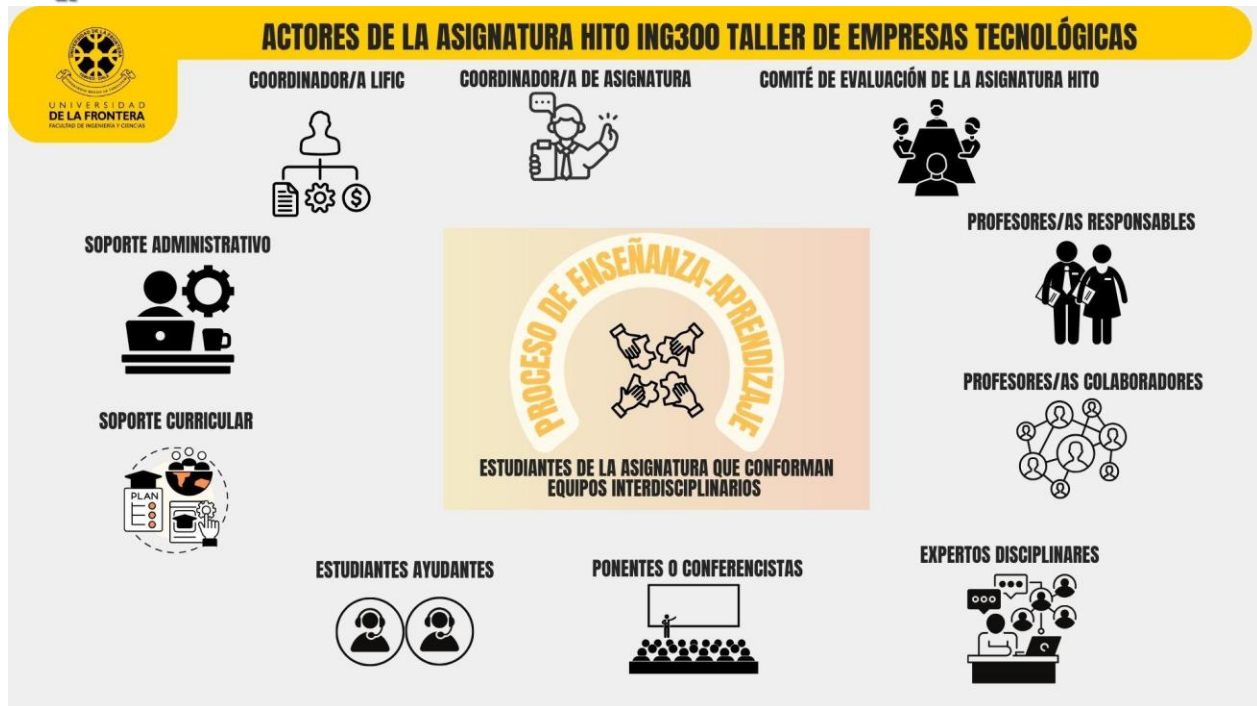 ACTORES DE LA ASIGNATURA HITO ING300 TALLER DE EMPRESAS TECNOLÓGICAS
UNIVERSIDAD
DE LA FRONTERA
FACULTAD DE INGENIERÍA Y CIENCIAS
COORDINADOR/A LIFIC
COORDINADOR/A DE ASIGNATURA
COMITÉ DE EVALUACIÓN DE LA ASIGNATURA HITO
SOPORTE ADMINISTRATIVO
PROFESORES/AS RESPONSABLES
PROCESO DE ENSEÑANZA-APRENDIZAJE
ESTUDIANTES DE LA ASIGNATURA QUE CONFORMAN
EQUIPOS INTERDISCIPLINARIOS
PROFESORES/AS COLABORADORES
SOPORTE CURRICULAR
PLAN
ESTUDIANTES AYUDANTES
PONENTES O CONFERENCISTAS
EXPERTOS DISCIPLINARES